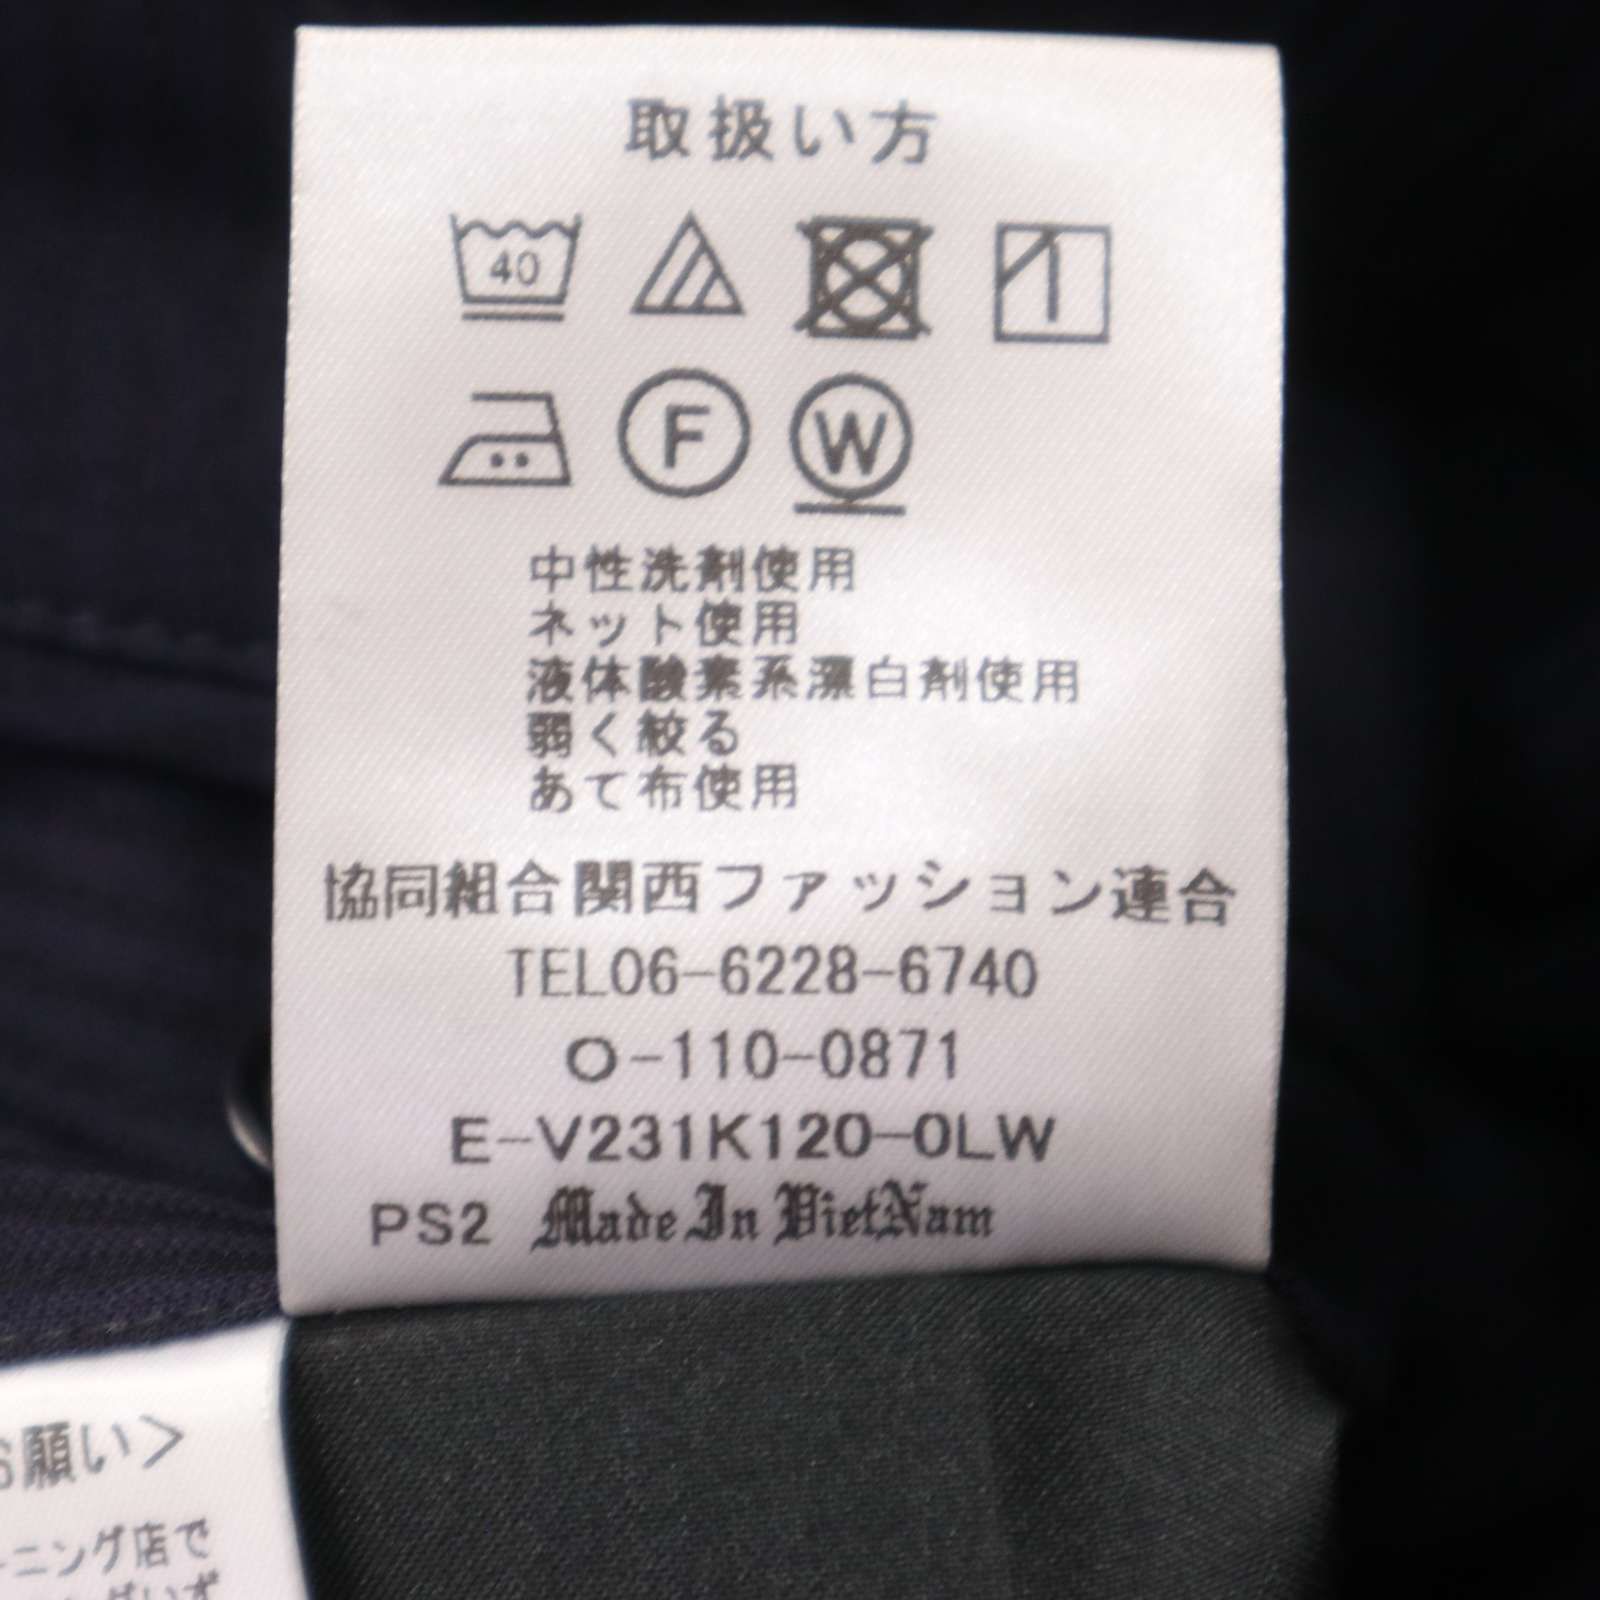 取扱い方
40
F W
中性洗剤使用
ネット使用
液体酸素系漂白剤使用
弱く絞る
あて布使用
協同組合関西ファッション連合
TEL06-6228-6740
O-110-0871
E-V231K120-0LW
PS2 Made In VietNam
お願い>
ーニング店で